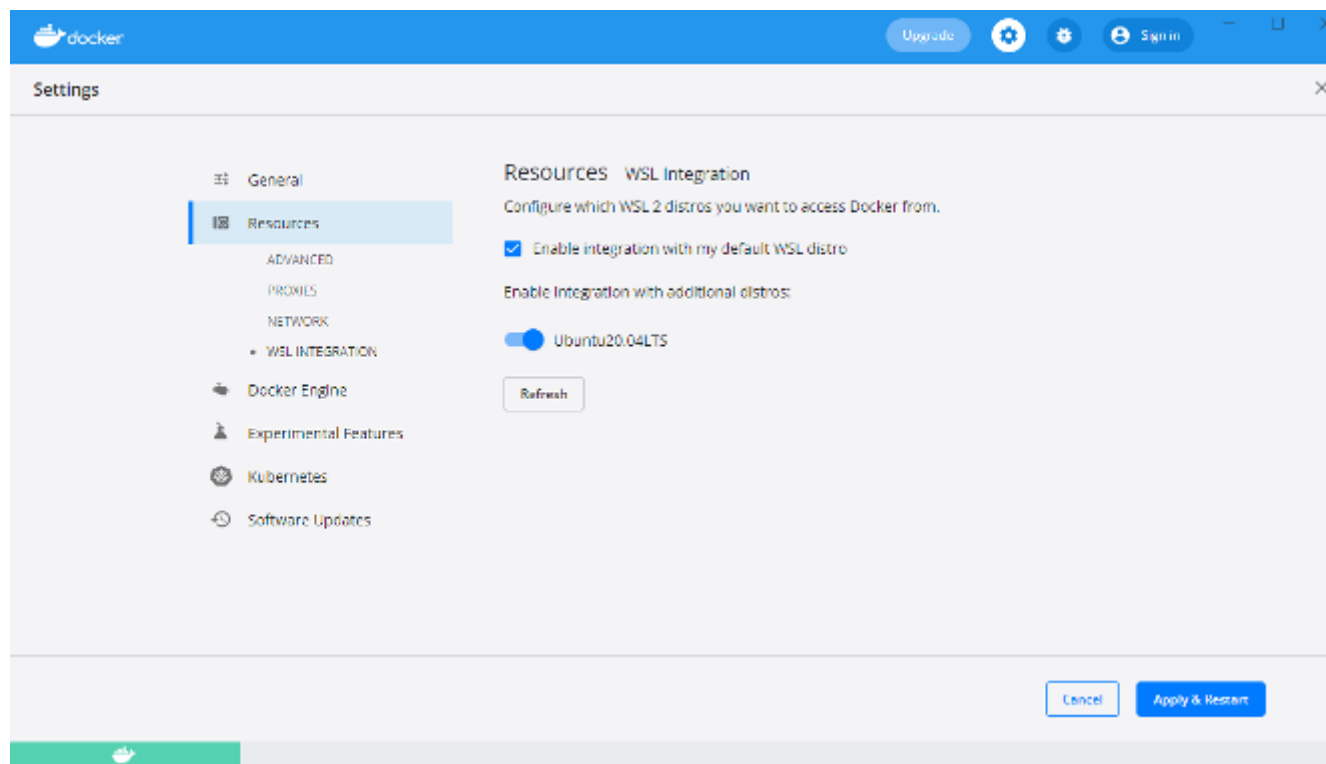 docker
Upgrade
Sign in
Settings
General
Resources
ADVANCED
PROXIES
NETWORK
WSL INTEGRATION
Docker Engine
Experimental Features
Kubernetes
Software Updates
Resources WSL Integration
Configure which WSL 2 distros you want to access Docker from.
Enable integration with my default WSL distro
Enable integration with additional distros:
Ubuntu20.04LTS
Refresh
Cancel
Apply & Restart